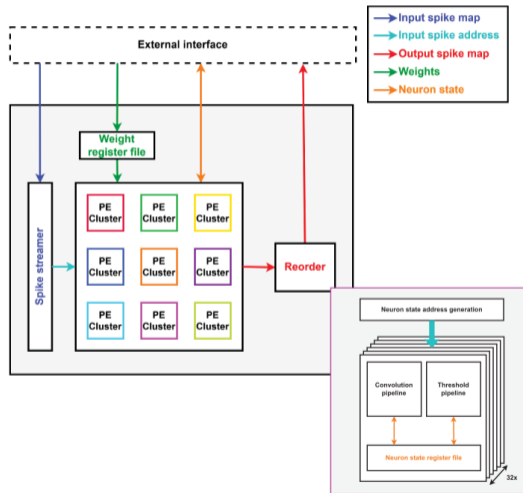 External interface
Input spike map
Input spike address
Output spike map
Weights
Neuron state
Weight
register file
Spike streamer
PE
Cluster
PE
Cluster
PE
Cluster
PE
Cluster
PE
Cluster
PE
Cluster
PE
Cluster
PE
Cluster
PE
Cluster
Reorder
Neuron state address generation
Convolution
pipeline
Threshold
pipeline
Neuron state register file
32x